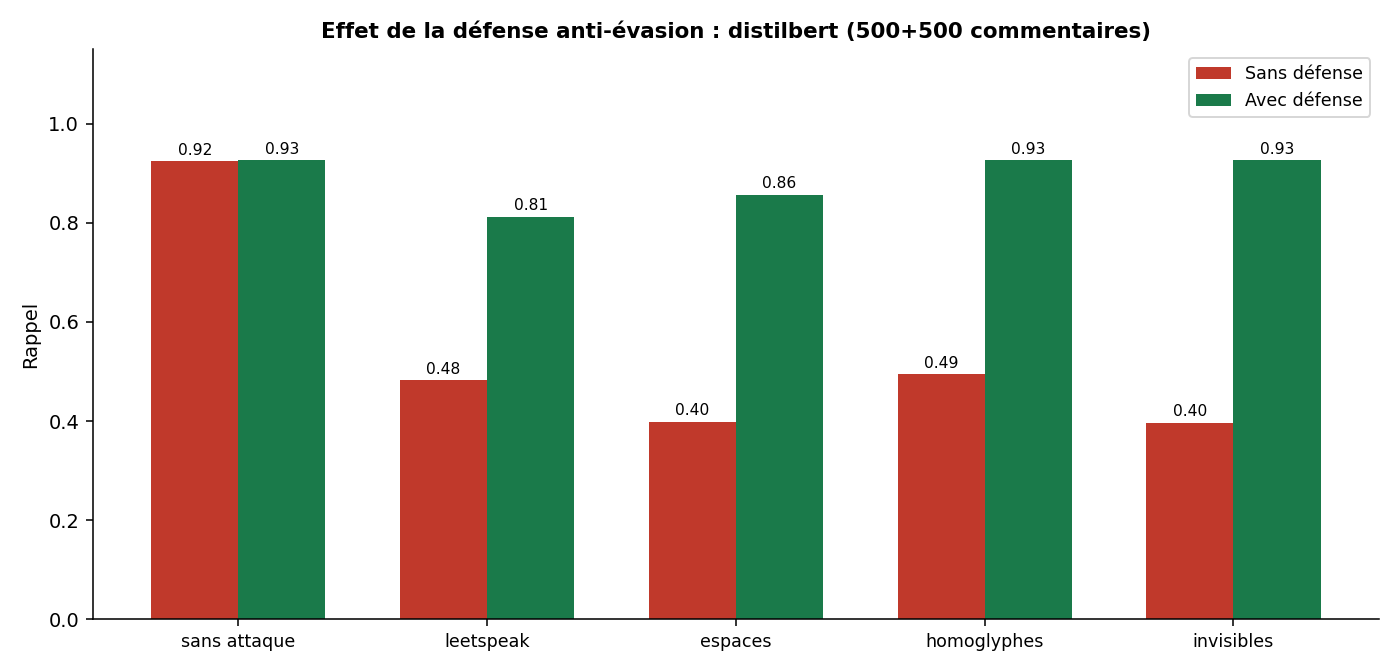 Effet de la défense anti-évasion : distilbert (500+500 commentaires)
Sans défense
Avec défense
Rappel
1.0
0.8
0.6
0.4
0.2
0.0
0.92
0.93
0.48
0.81
0.40
0.86
0.49
0.93
0.40
0.93
sans attaque
leetspeak
espaces
homoglyphes
invisibles